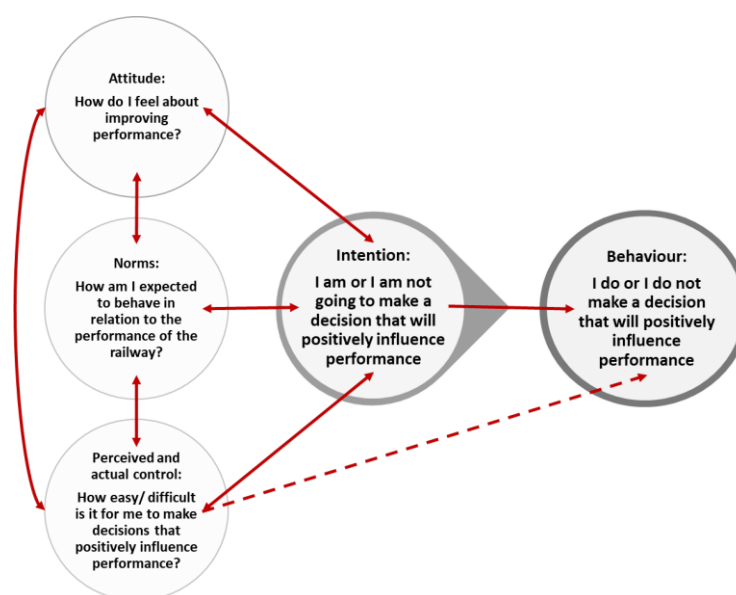 Attitude:
How do I feel about
improving
performance?
Norms:
How am I expected
to behave in
relation to the
performance of the
railway?
Perceived and
actual control:
How easy/ difficult
is it for me to make
decisions that
positively influence
performance?
Intention:
I am or I am not
going to make a
decision that will
positively influence
performance
Behaviour:
I do or I do not
make a decision
that will positively
influence
performance